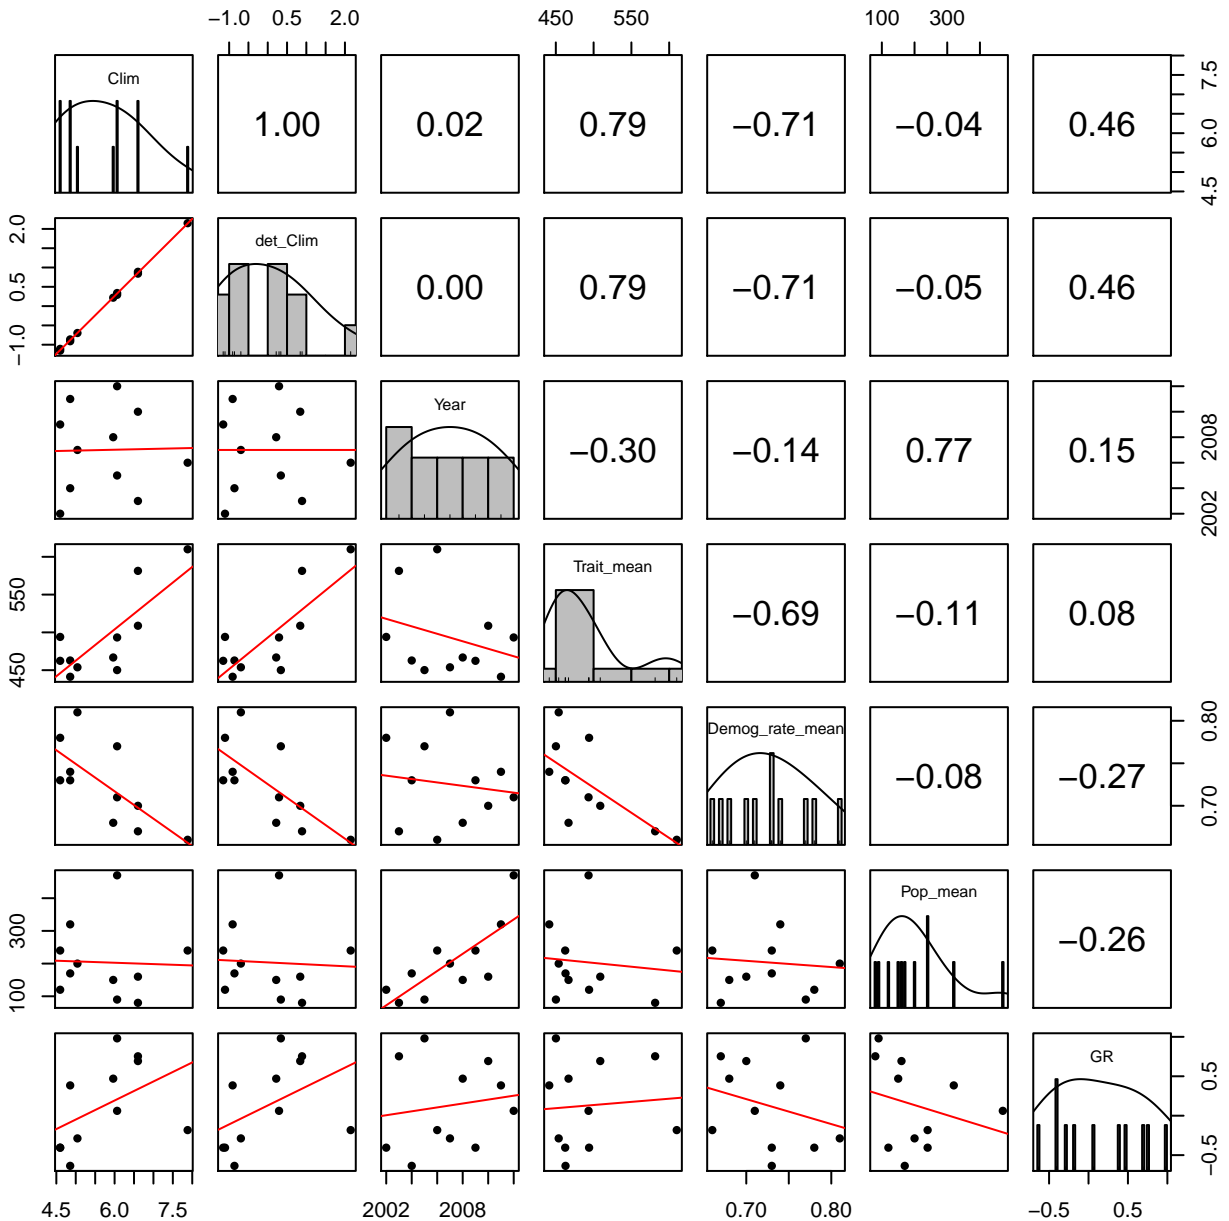 −1.0 0.5 2.0 450 550 100 300
Clim 1.00 0.02 0.79 −0.71 −0.04 0.46 4.5 6.0 7.5
−1.0 0.5 2.0 det_Clim 0.00 0.79 −0.71 −0.05 0.46
Year −0.30 −0.14 0.77 0.15 2002 2008
450 550 Trait_mean −0.69 −0.11 0.08
Demog_rate_mean −0.08 −0.27 0.70 0.80
100 300 Pop_mean −0.26
GR −0.5 0.5
4.5 6.0 7.5 2002 2008 0.70 0.80 −0.5 0.5